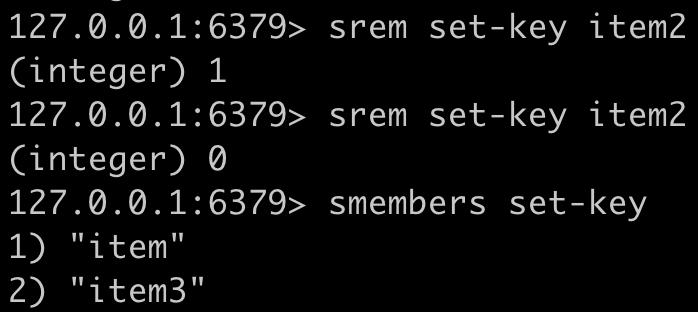 127.0.0.1:6379> srem set-key item2
(integer) 1
127.0.0.1:6379> srem set-key item2
(integer) 0
127.0.0.1:6379> smembers set-key
1) "item"
2) "item3"